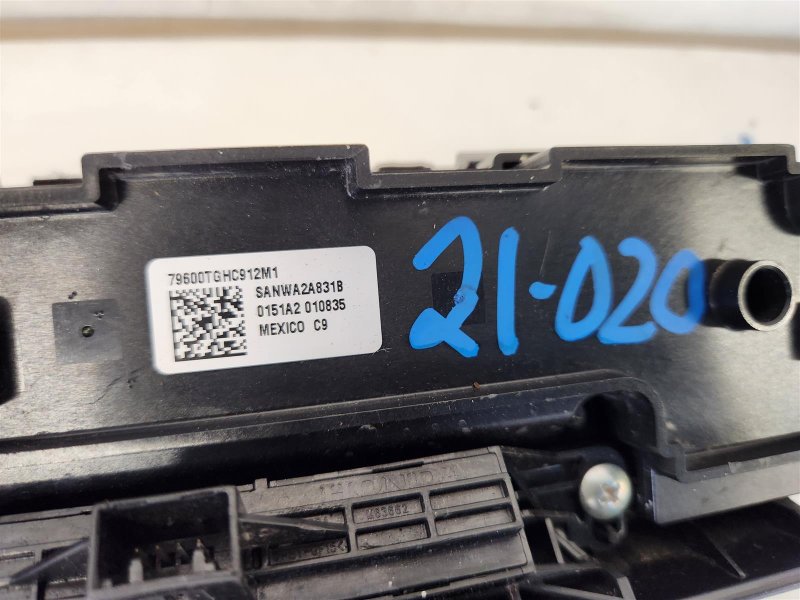 79600TGHC912M1
SANWA2A831B
0151A2 010835
MEXICO C9
21-020